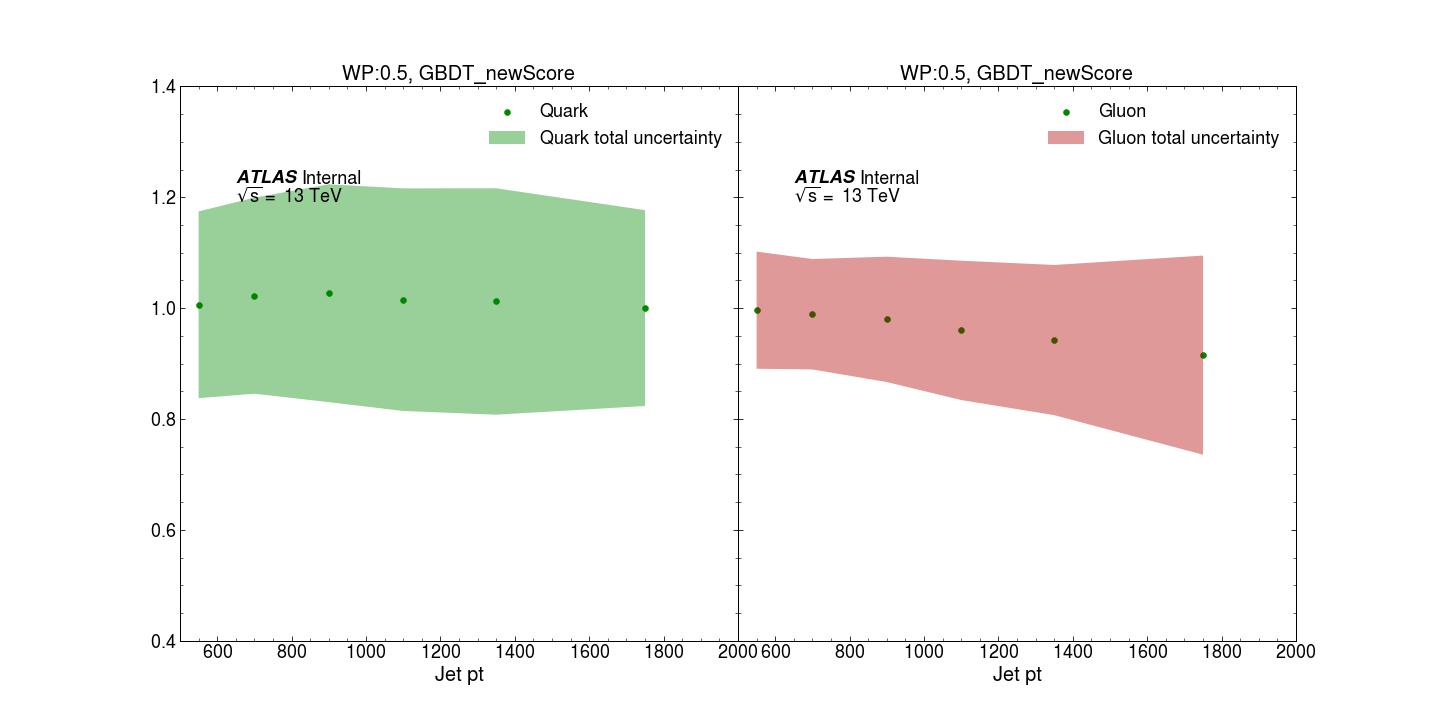 WP:0.5, GBDT_newScore
1.4
1.2
1.0
0.8
0.6
0.4
Quark
Quark total uncertainty
ATLAS Internal
√s = 13 TeV
600 800 1000 1200 1400 1600 1800 2000
Jet pt
WP:0.5, GBDT_newScore
Gluon
Gluon total uncertainty
ATLAS Internal
√s = 13 TeV
600 800 1000 1200 1400 1600 1800 2000
Jet pt